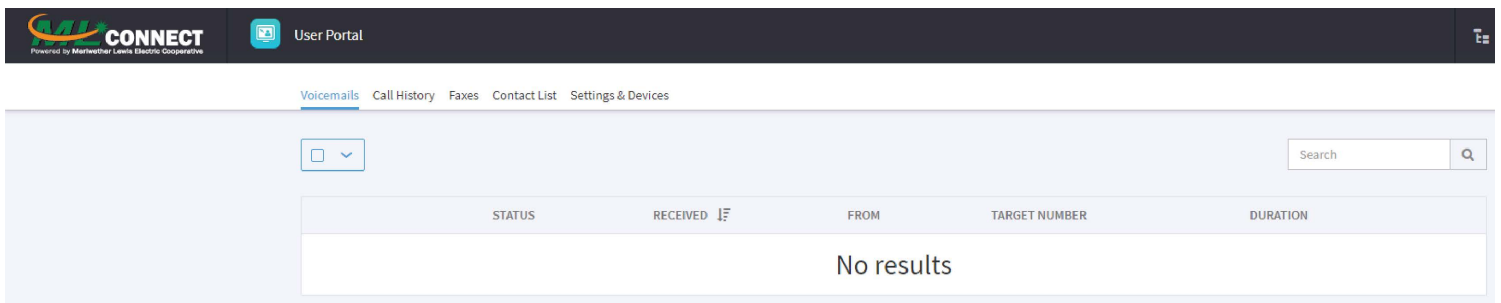 ML CONNECT
Powered by Meriwether Lewis Electric Cooperative
User Portal
Voicemails Call History Faxes Contact List Settings & Devices
Search
STATUS RECEIVED FROM TARGET NUMBER DURATION
No results